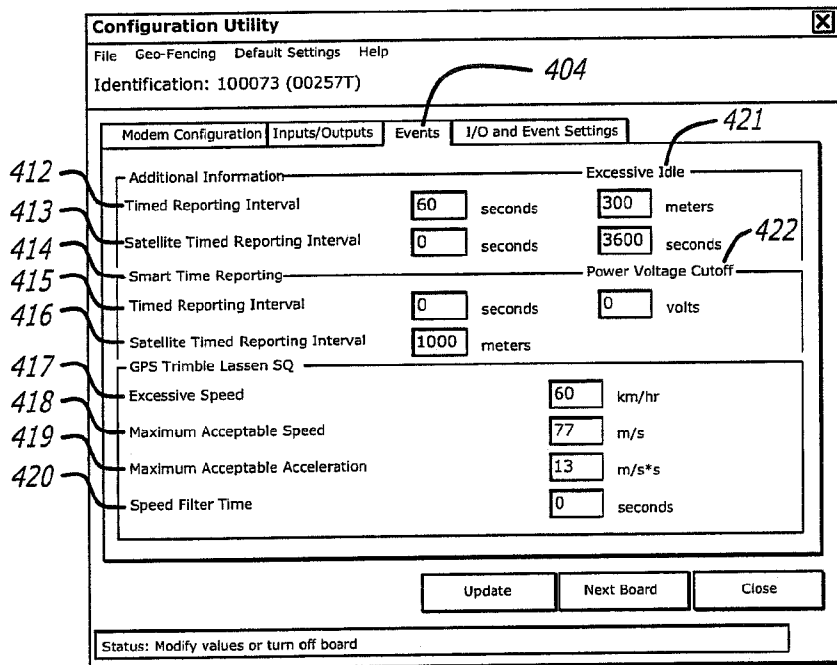 Configuration Utility X
File Geo-Fencing Default Settings Help
Identification: 100073 (00257T)
404
Modem Configuration Inputs/Outputs Events I/O and Event Settings
421
412 Additional Information Excessive Idle
Timed Reporting Interval 60 seconds 300 meters
413 Satellite Timed Reporting Interval 0 seconds 3600 seconds
422
414 Smart Time Reporting Power Voltage Cutoff
415 Timed Reporting Interval 0 seconds 0 volts
416 Satellite Timed Reporting Interval 1000 meters
GPS Trimble Lassen SQ
417 Excessive Speed 60 km/hr
418 Maximum Acceptable Speed 77 m/s
419 Maximum Acceptable Acceleration 13 m/s*s
420 Speed Filter Time 0 seconds
Update Next Board Close
Status: Modify values or turn off board